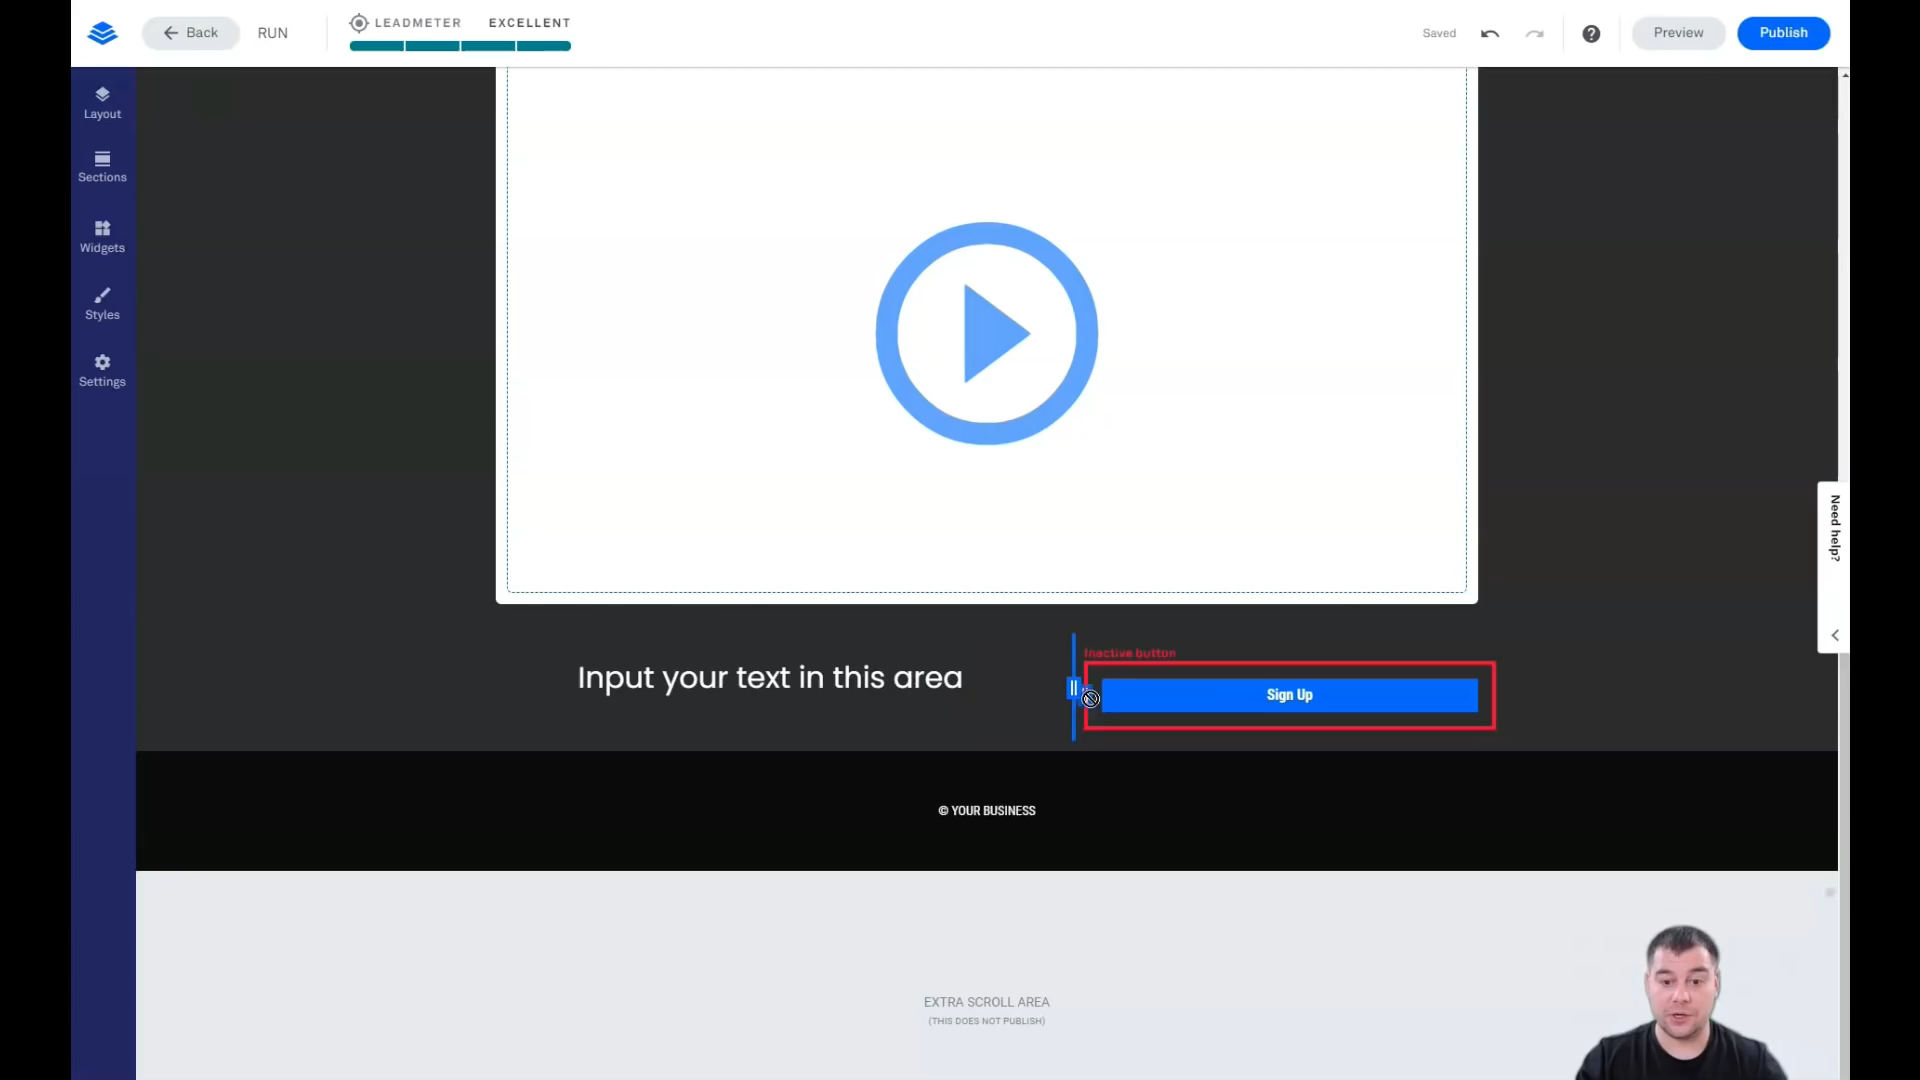 Back
RUN
LEADMETER EXCELLENT
Saved
Preview
Publish
Layout
Sections
Widgets
Styles
Settings
Need help?
Inactive button
Input your text in this area
Sign Up
© YOUR BUSINESS
EXTRA SCROLL AREA
(THIS DOES NOT PUBLISH)